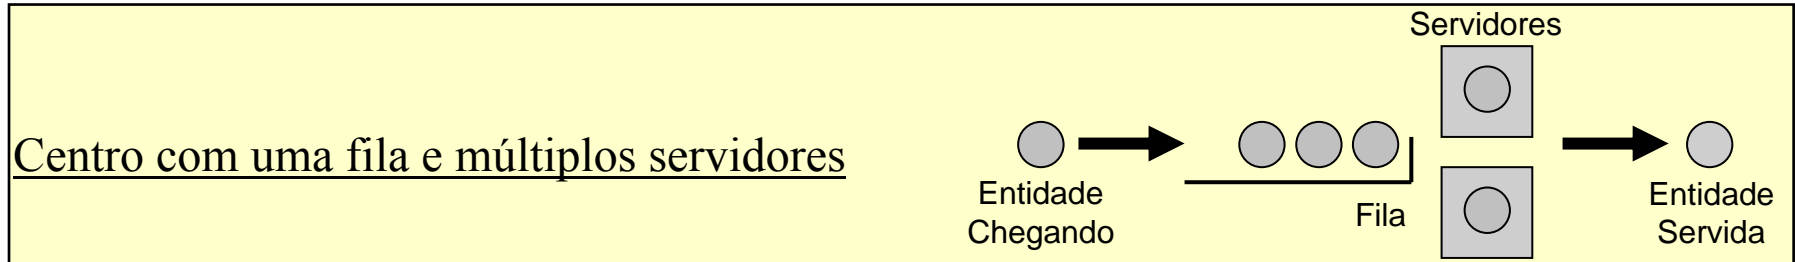 Servidores
Centro com uma fila e múltiplos servidores
Entidade
Chegando
Fila
Entidade
Servida